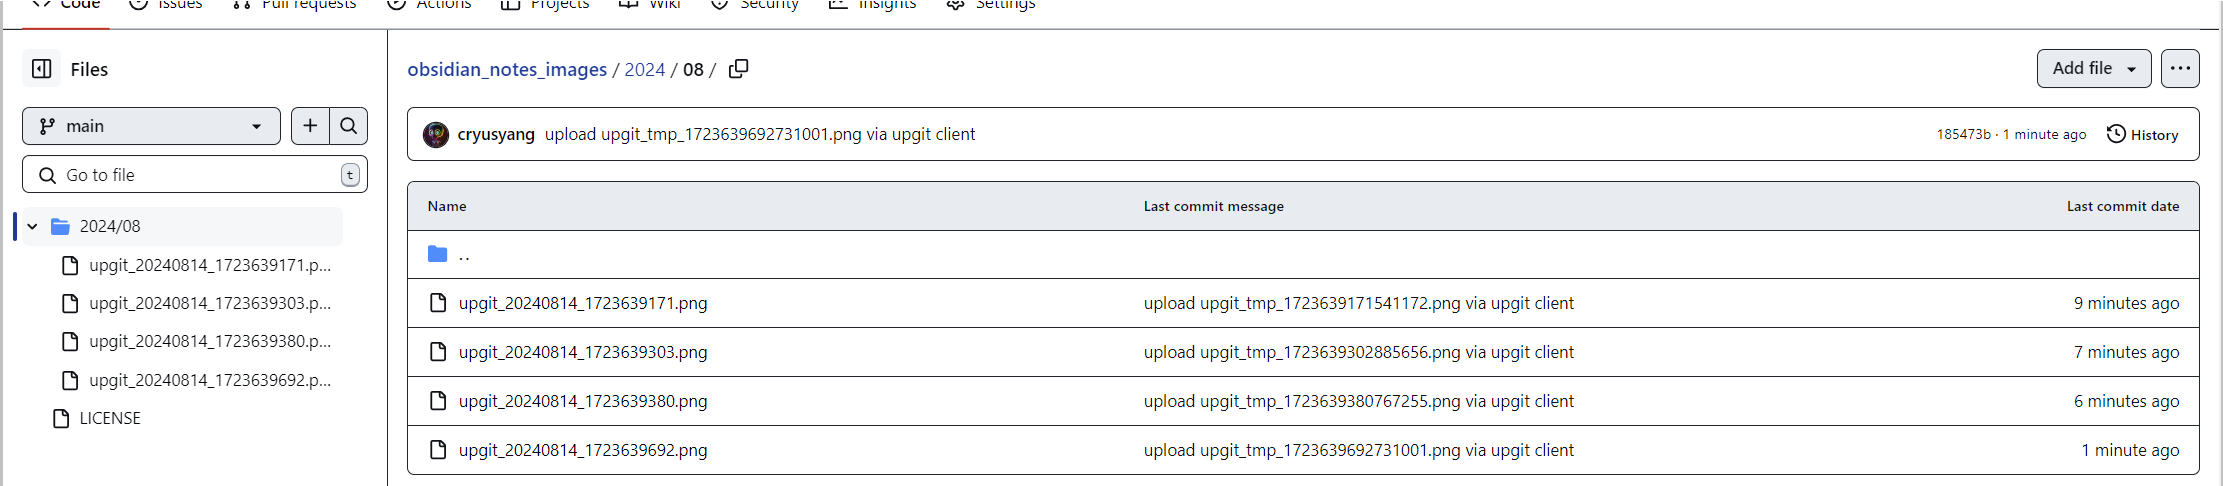 Code Issues Pull requests Actions Projects Wiki Security Insights Settings
Files
main
Go to file t
2024/08
upgit_20240814_1723639171.p...
upgit_20240814_1723639303.p...
upgit_20240814_1723639380.p...
upgit_20240814_1723639692.p...
LICENSE
obsidian_notes_images / 2024 / 08 /
Add file
cryusyang upload upgit_tmp_1723639692731001.png via upgit client 185473b · 1 minute ago History
Name Last commit message Last commit date
..
upgit_20240814_1723639171.png upload upgit_tmp_1723639171541172.png via upgit client 9 minutes ago
upgit_20240814_1723639303.png upload upgit_tmp_1723639302885656.png via upgit client 7 minutes ago
upgit_20240814_1723639380.png upload upgit_tmp_1723639380767255.png via upgit client 6 minutes ago
upgit_20240814_1723639692.png upload upgit_tmp_1723639692731001.png via upgit client 1 minute ago